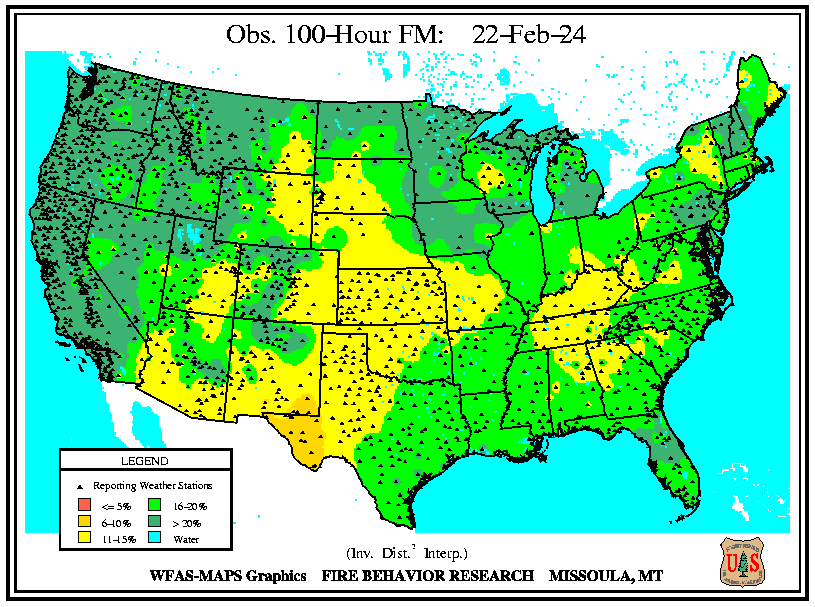 Obs. 100-Hour FM: 22-Feb-24
LEGEND
Reporting Weather Stations
<= 5% 16-20%
6-10% > 20%
11-15% Water
(Inv. Dist.² Interp.)
WFAS-MAPS Graphics FIRE BEHAVIOR RESEARCH MISSOULA, MT
U S